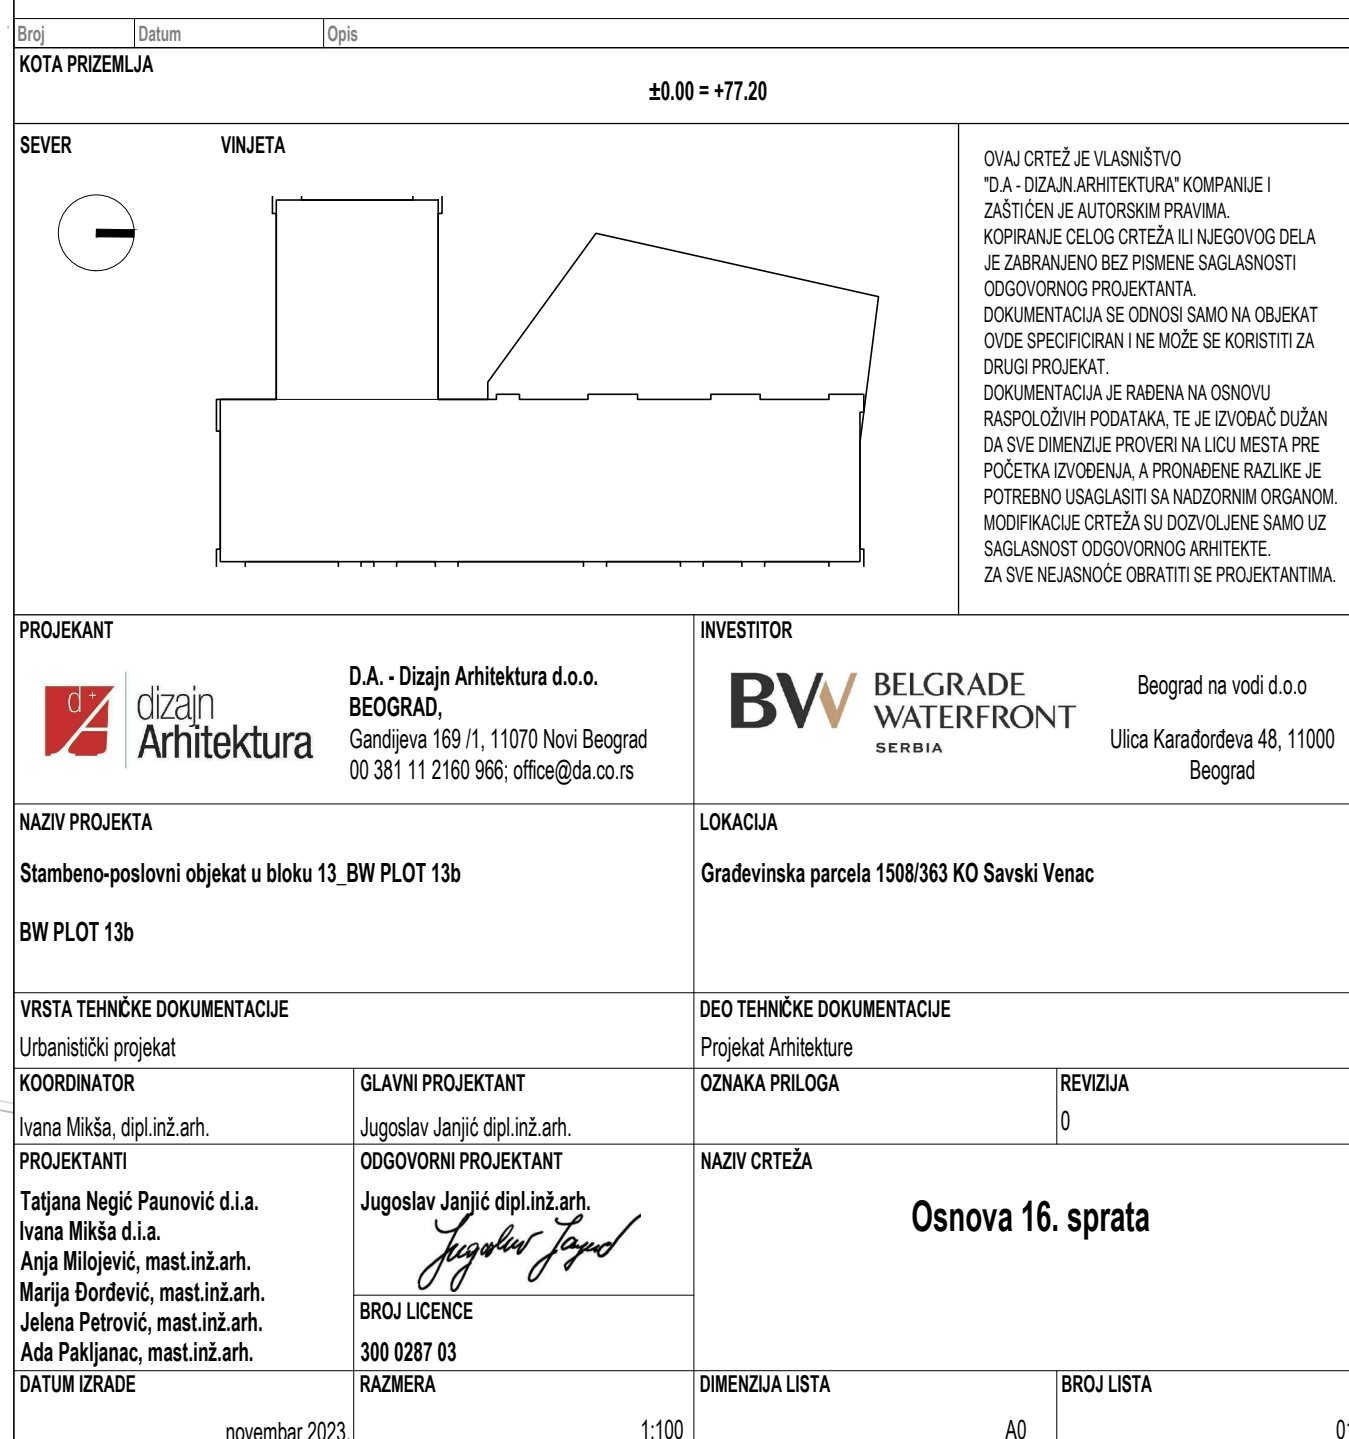 Broj Datum Opis
KOTA PRIZEMLJA
±0.00 = +77.20
SEVER VINJETA
OVAJ CRTEŽ JE VLASNIŠTVO
"D.A - DIZAJN.ARHITEKTURA" KOMPANIJE I
ZAŠTIĆEN JE AUTORSKIM PRAVIMA.
KOPIRANJE CELOG CRTEŽA ILI NJEGOVOG DELA
JE ZABRANJENO BEZ PISMENE SAGLASNOSTI
ODGOVORNOG PROJEKTANTA.
DOKUMENTACIJA SE ODNOSI SAMO NA OBJEKAT
OVDE SPECIFICIRAN I NE MOŽE SE KORISTITI ZA
DRUGI PROJEKAT.
DOKUMENTACIJA JE RAĐENA NA OSNOVU
RASPOLOŽIVIH PODATAKA, TE JE IZVOĐAČ DUŽAN
DA SVE DIMENZIJE PROVERI NA LICU MESTA PRE
POČETKA IZVOĐENJA, A PRONAĐENE RAZLIKE JE
POTREBNO USAGLASITI SA NADZORNIM ORGANOM.
MODIFIKACIJE CRTEŽA SU DOZVOLJENE SAMO UZ
SAGLASNOST ODGOVORNOG ARHITEKTE.
ZA SVE NEJASNOĆE OBRATITI SE PROJEKTANTIMA.
PROJEKANT
d+A
dizajn
Arhitektura
D.A. - Dizajn Arhitektura d.o.o.
BEOGRAD,
Gandijeva 169 /1, 11070 Novi Beograd
00 381 11 2160 966; office@da.co.rs
INVESTITOR
BW BELGRADE
WATERFRONT
SERBIA
Beograd na vodi d.o.o
Ulica Karađorđeva 48, 11000
Beograd
NAZIV PROJEKTA
Stambeno-poslovni objekat u bloku 13_BW PLOT 13b
BW PLOT 13b
LOKACIJA
Građevinska parcela 1508/363 KO Savski Venac
VRSTA TEHNIČKE DOKUMENTACIJE
Urbanistički projekat
DEO TEHNIČKE DOKUMENTACIJE
Projekat Arhitekture
KOORDINATOR
Ivana Mikša, dipl.inž.arh.
GLAVNI PROJEKTANT
Jugoslav Janjić dipl.inž.arh.
OZNAKA PRILOGA
REVIZIJA
0
PROJEKTANTI
Tatjana Negić Paunović d.i.a.
Ivana Mikša d.i.a.
Anja Milojević, mast.inž.arh.
Marija Đorđević, mast.inž.arh.
Jelena Petrović, mast.inž.arh.
Ada Pakljanac, mast.inž.arh.
ODGOVORNI PROJEKTANT
Jugoslav Janjić dipl.inž.arh.
BROJ LICENCE
300 0287 03
NAZIV CRTEŽA
Osnova 16. sprata
DATUM IZRADE
novembar 2023.
RAZMERA
1:100
DIMENZIJA LISTA
A0
BROJ LISTA